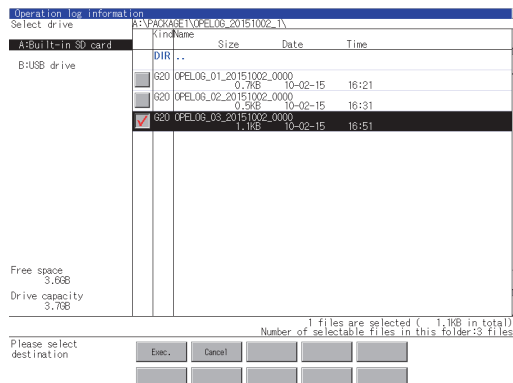 Operation log information
Select drive
A:\PACKAGE1\OPELOG_20151002_1\
Kind Name
Size Date Time
A:Built-in SD card
DIR ..
B:USB drive
G20 OPELOG_01_20151002_0000
0.7KB 10-02-15 16:21
G20 OPELOG_02_20151002_0000
0.5KB 10-02-15 16:31
G20 OPELOG_03_20151002_0000
1.1KB 10-02-15 16:51
Free space
3.6GB
Drive capacity
3.7GB
1 files are selected ( 1.1KB in total)
Number of selectable files in this folder:3 files
Please select
destination
Exec. Cancel